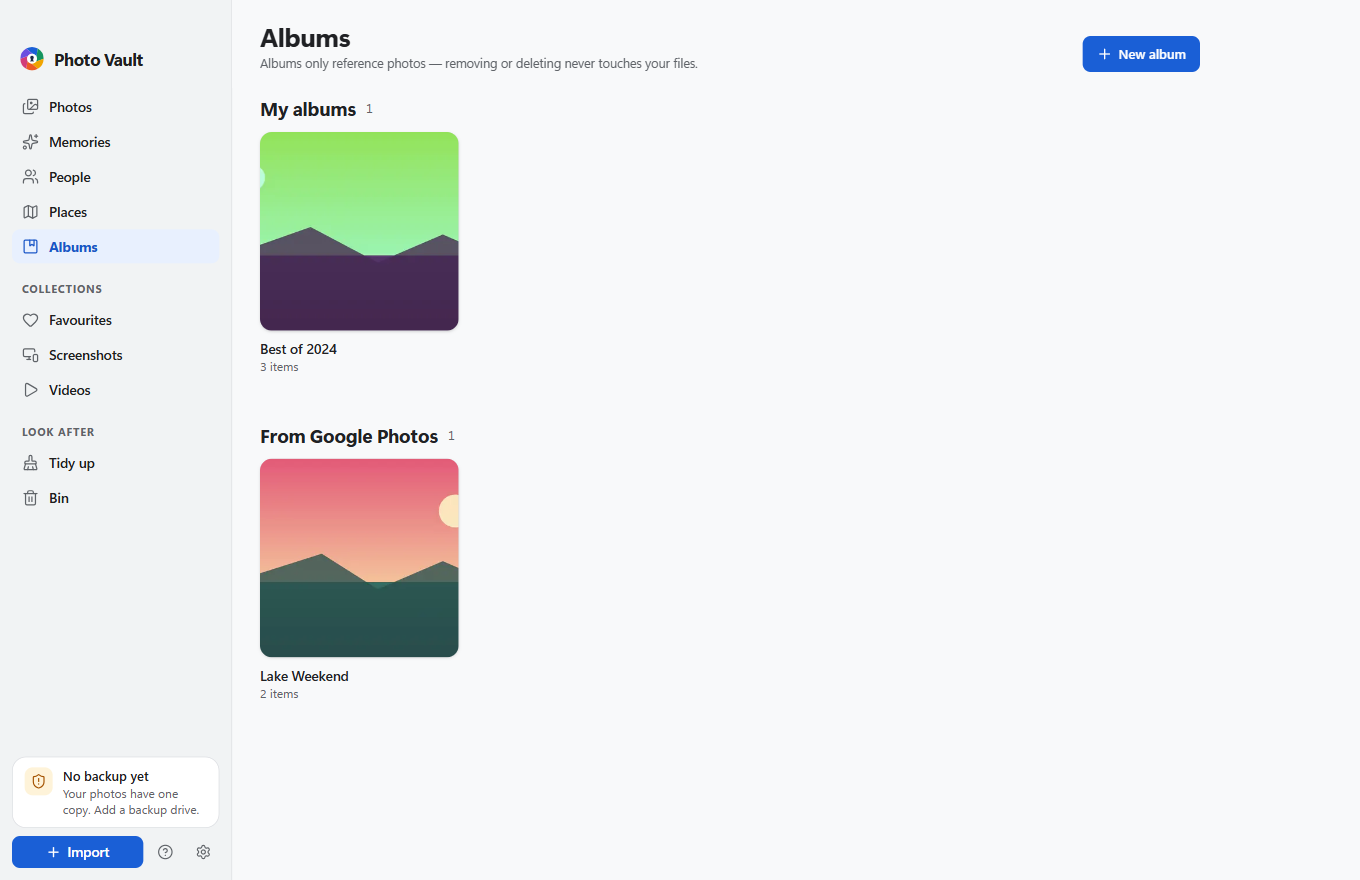 Photo Vault
Photos
Memories
People
Places
Albums
COLLECTIONS
Favourites
Screenshots
Videos
LOOK AFTER
Tidy up
Bin
No backup yet
Your photos have one
copy. Add a backup drive.
Import
Albums
Albums only reference photos — removing or deleting never touches your files.
New album
My albums 1
Best of 2024
3 items
From Google Photos 1
Lake Weekend
2 items